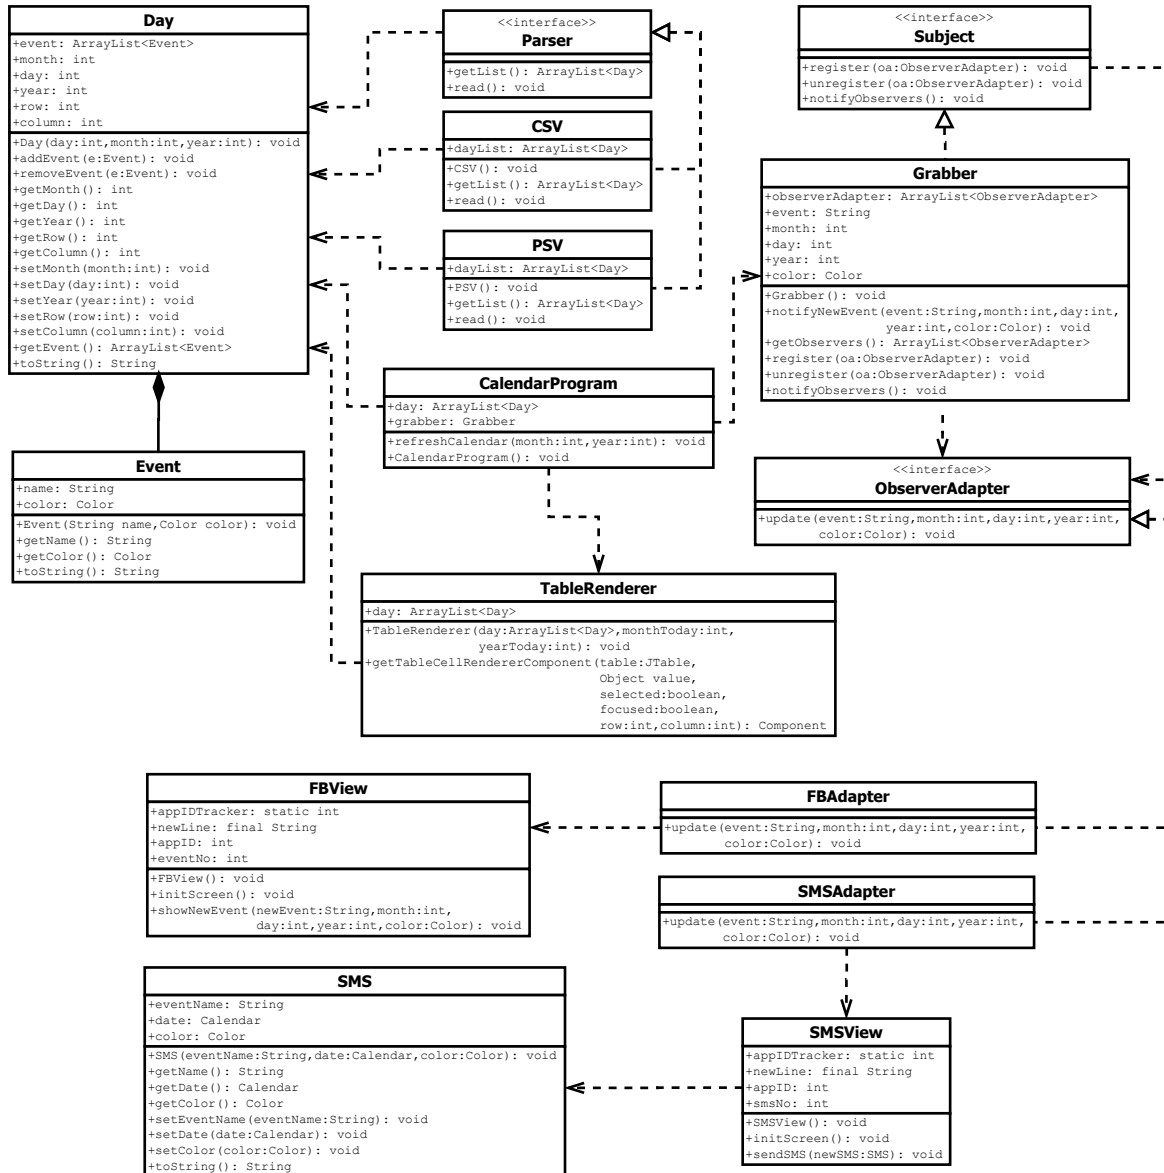 Day
+event: ArrayList<Event>
+month: int
+day: int
+year: int
+row: int
+column: int
+Day(day:int,month:int,year:int): void
+addEvent(e:Event): void
+removeEvent(e:Event): void
+getMonth(): int
+getDay(): int
+getYear(): int
+getRow(): int
+getColumn(): int
+setMonth(month:int): void
+setDay(day:int): void
+setYear(year:int): void
+setRow(row:int): void
+setColumn(column:int): void
+getEvent(): ArrayList<Event>
+toString(): String
<<interface>>
Parser
+getList(): ArrayList<Day>
+read(): void
CSV
+dayList: ArrayList<Day>
+CSV(): void
+getList(): ArrayList<Day>
+read(): void
PSV
+dayList: ArrayList<Day>
+PSV(): void
+getList(): ArrayList<Day>
+read(): void
<<interface>>
Subject
+register(oa:ObserverAdapter): void
+unregister(oa:ObserverAdapter): void
+notifyObservers(): void
Grabber
+observerAdapter: ArrayList<ObserverAdapter>
+event: String
+month: int
+day: int
+year: int
+color: Color
+Grabber(): void
+notifyNewEvent(event:String,month:int,day:int,
year:int,color:Color): void
+getObservers(): ArrayList<ObserverAdapter>
+register(oa:ObserverAdapter): void
+unregister(oa:ObserverAdapter): void
+notifyObservers(): void
CalendarProgram
+day: ArrayList<Day>
+grabber: Grabber
+refreshCalendar(month:int,year:int): void
+CalendarProgram(): void
Event
+name: String
+color: Color
+Event(String name,Color color): void
+getName(): String
+getColor(): Color
+toString(): String
<<interface>>
ObserverAdapter
+update(event:String,month:int,day:int,year:int,
color:Color): void
TableRenderer
+day: ArrayList<Day>
+TableRenderer(day:ArrayList<Day>,monthToday:int,
yearToday:int): void
+getTableCellRendererComponent(table:JTable,
Object value,
selected:boolean,
focused:boolean,
row:int,column:int): Component
FBView
+appIDTracker: static int
+newLine: final String
+appID: int
+eventNo: int
+FBView(): void
+initScreen(): void
+showNewEvent(newEvent:String,month:int,
day:int,year:int,color:Color): void
FBAdapter
+update(event:String,month:int,day:int,year:int,
color:Color): void
SMSAdapter
+update(event:String,month:int,day:int,year:int,
color:Color): void
SMS
+eventName: String
+date: Calendar
+color: Color
+SMS(eventName:String,date:Calendar,color:Color): void
+getName(): String
+getDate(): Calendar
+getColor(): Color
+setEventName(eventName:String): void
+setDate(date:Calendar): void
+setColor(color:Color): void
+toString(): String
SMSView
+appIDTracker: static int
+newLine: final String
+appID: int
+smsNo: int
+SMSView(): void
+initScreen(): void
+sendSMS(newSMS:SMS): void